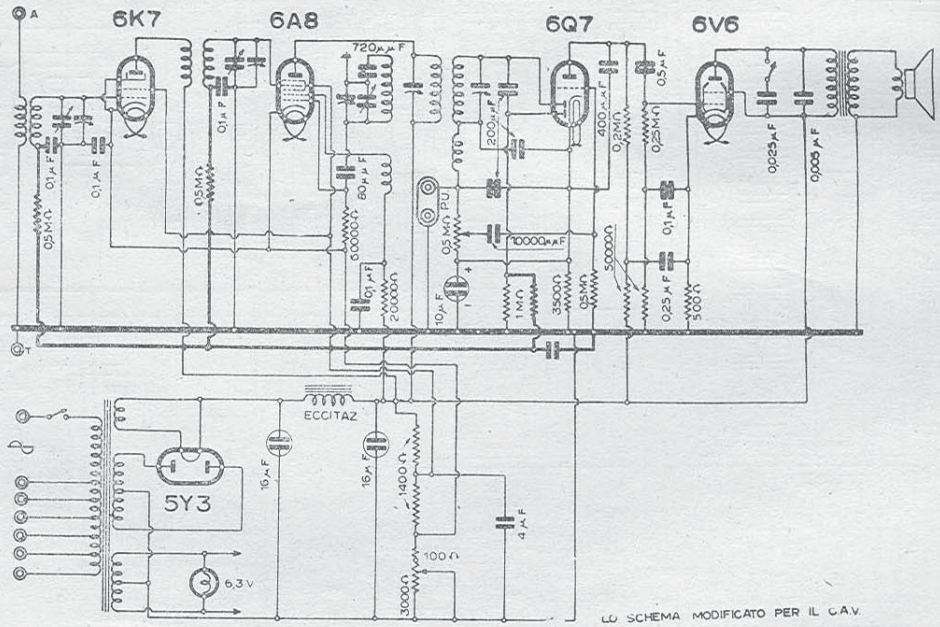 A
6K7
6A8
6Q7
6V6
720µµF
0,1µF
0,1µF
0,1µF
0,5MΩ
0,5MΩ
60µµF
50000Ω
0,1µF
20000Ω
200µµF
P.U.
0,5MΩ
10000µµF
10µF
+
-
1MΩ
3500Ω
0,5MΩ
400µµF
0,2MΩ
0,25MΩ
0,5µF
50000Ω
0,1µF
0,25µF
500Ω
0,025µF
0,005µF
T
ECCITAZ
16µF
16µF
5Y3
6,3V
1400Ω
100Ω
3000Ω
4µF
LO SCHEMA MODIFICATO PER IL C.A.V.